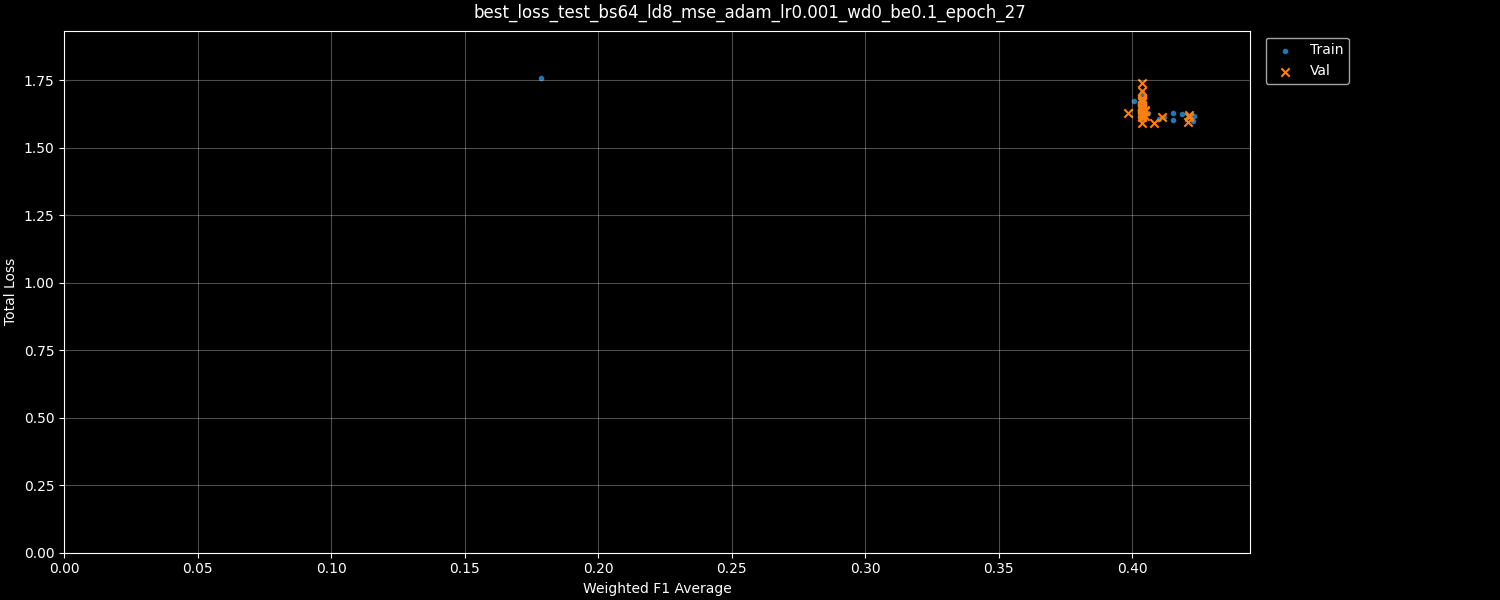 best_loss_test_bs64_ld8_mse_adam_lr0.001_wd0_be0.1_epoch_27
Train
Val
1.75
1.50
1.25
1.00
0.75
0.50
0.25
0.00
Total Loss
0.00 0.05 0.10 0.15 0.20 0.25 0.30 0.35 0.40
Weighted F1 Average